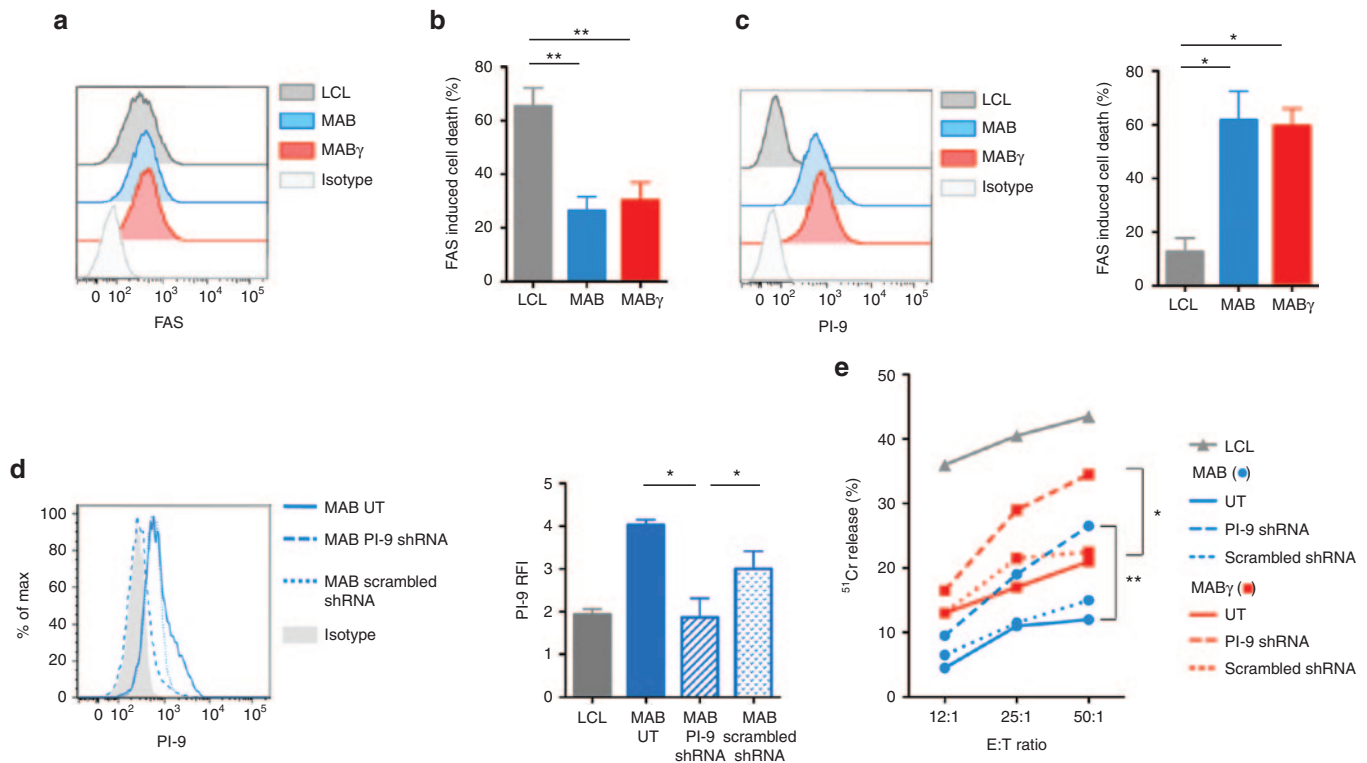 a
LCL
MAB
MABγ
Isotype
0 10² 10³ 10⁴ 10⁵
FAS
b
**
**
FAS induced cell death (%)
80
60
40
20
0
LCL MAB MABγ
c
LCL
MAB
MABγ
Isotype
0 10² 10³ 10⁴ 10⁵
PI-9
*
*
FAS induced cell death (%)
80
60
40
20
0
LCL MAB MABγ
d
% of max
100
80
60
40
20
0
0 10² 10³ 10⁴ 10⁵
PI-9
MAB UT
MAB PI-9 shRNA
MAB scrambled
shRNA
Isotype
* *
PI-9 RFI
5
4
3
2
1
0
LCL
MAB
UT
MAB
PI-9
shRNA
MAB
scrambled
shRNA
e
⁵¹Cr release (%)
50
40
30
20
10
0
12:1 25:1 50:1
E:T ratio
*
**
LCL
MAB (●)
UT
PI-9 shRNA
Scrambled shRNA
MABγ (■)
UT
PI-9 shRNA
Scrambled shRNA